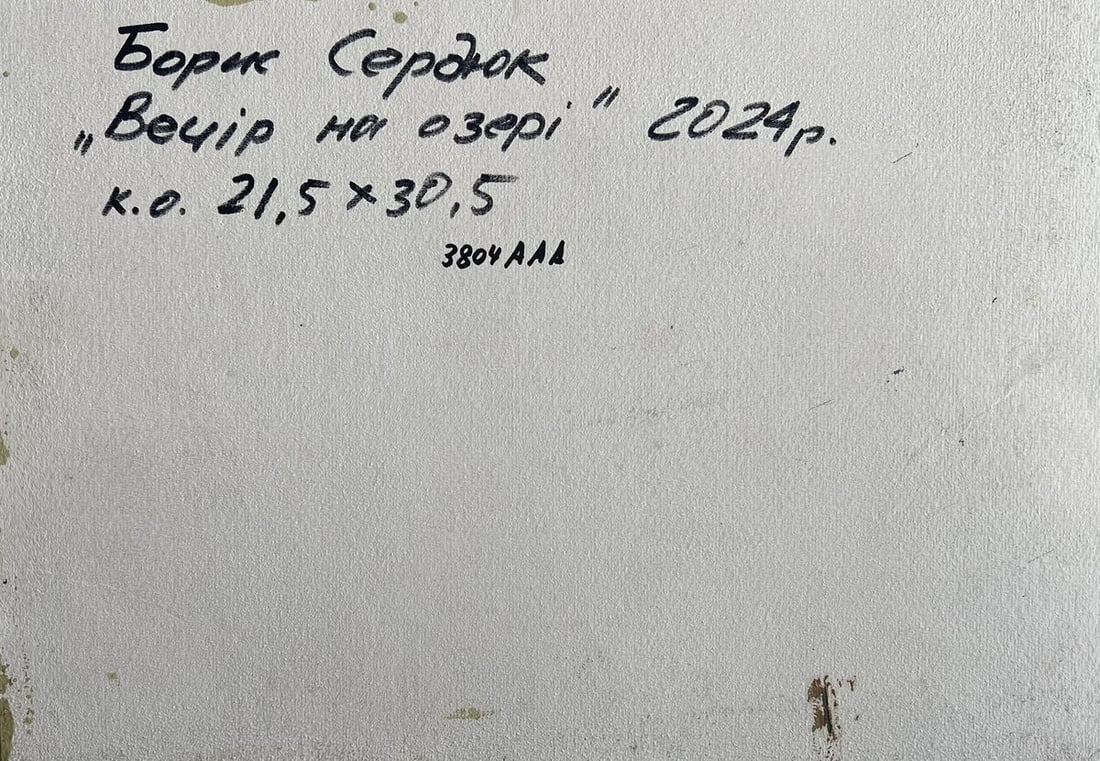 Борис Сердюк
„Вечір на озері" 2024р.
к.о. 21,5×30,5
3804ААА